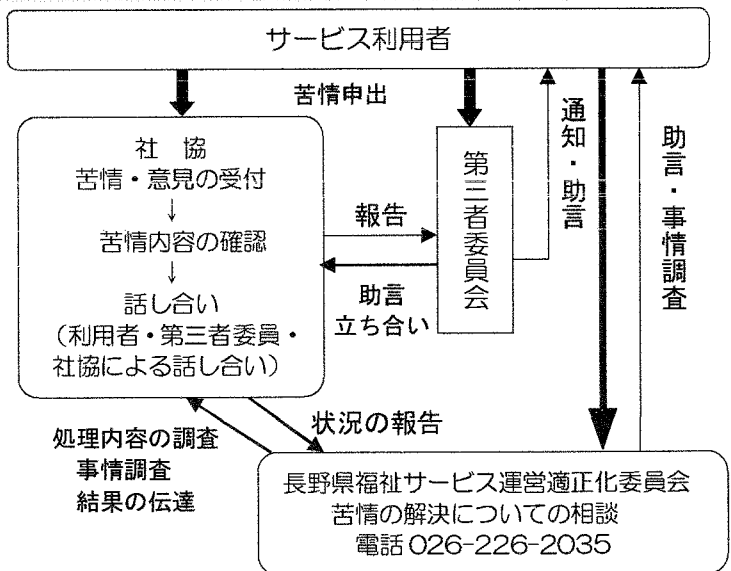 サービス利用者
苦情申出
社　協
苦情・意見の受付
↓
苦情内容の確認
↓
話し合い
（利用者・第三者委員・
社協による話し合い）
報告
助言
立ち合い
第三者委員会
通知・助言
助言・事情調査
処理内容の調査
事情調査
結果の伝達
状況の報告
長野県福祉サービス運営適正化委員会
苦情の解決についての相談
電話 026-226-2035